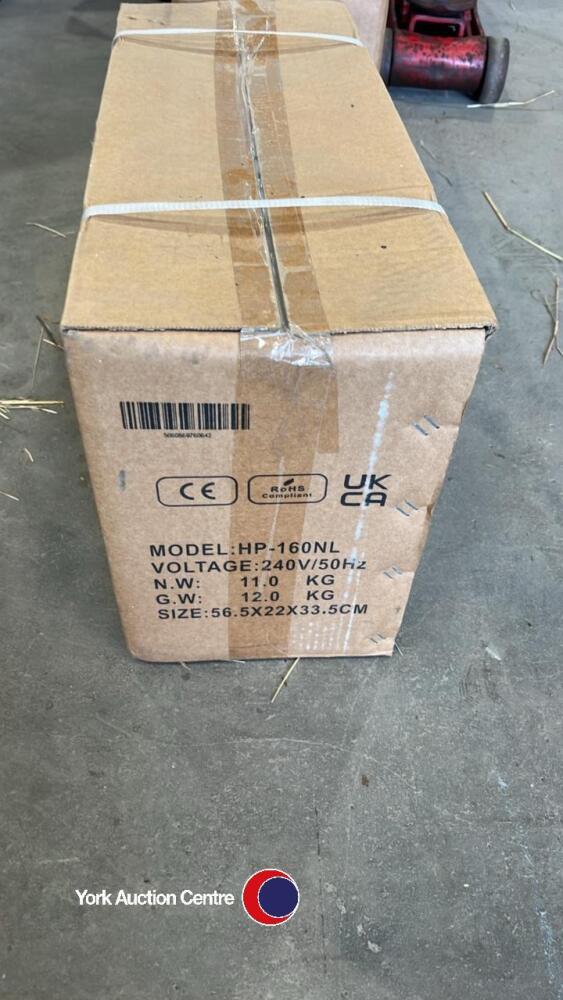 5060869760642
CE
RoHS
Compliant
UK
CA
MODEL:HP-160NL
VOLTAGE:240V/50Hz
N.W: 11.0 KG
G.W: 12.0 KG
SIZE:56.5X22X33.5CM
York Auction Centre